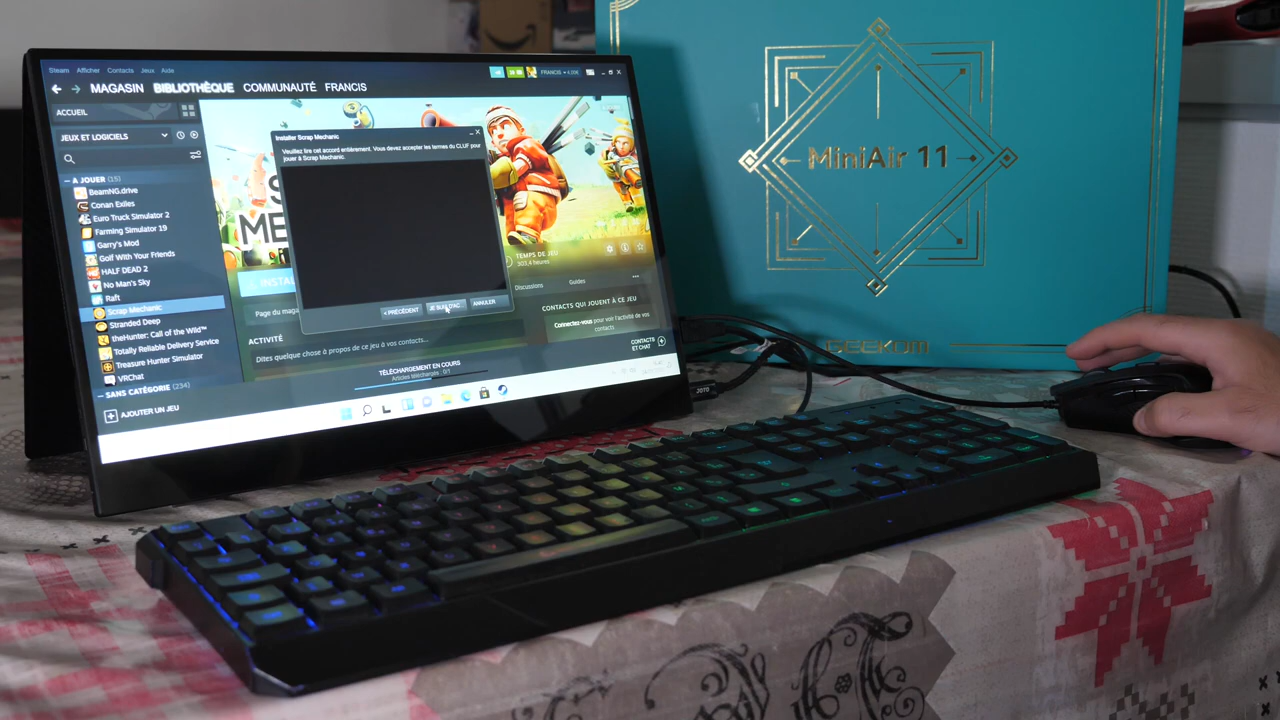 Steam Afficher Contacts Jeux Aide
FRANCIS
MAGASIN BIBLIOTHÈQUE COMMUNAUTÉ FRANCIS
ACCUEIL
JEUX ET LOGICIELS
A JOUER (15)
BeamNG.drive
Conan Exiles
Euro Truck Simulator 2
Farming Simulator 19
Garry's Mod
Golf With Your Friends
HALF DEAD 2
No Man's Sky
Raft
Scrap Mechanic
Stranded Deep
theHunter: Call of the Wild™
Totally Reliable Delivery Service
Treasure Hunter Simulator
VRChat
SANS CATÉGORIE (234)
AJOUTER UN JEU
Installer Scrap Mechanic
Veuillez lire cet accord entièrement. Vous devez accepter les termes du CLUF pour
jouer à Scrap Mechanic.
< PRÉCÉDENT
ANNULER
TEMPS DE JEU
Discussions Guides
Page du
ACTIVITÉ
Dites quelque chose à propos de ce jeu à vos contacts...
CONTACTS QUI JOUENT À CE JEU
Connectez-vous pour voir l'activité de
vos contacts
TÉLÉCHARGEMENT EN COURS
CONTACTS
ET CHAT
MiniAir 11
GEEKOM